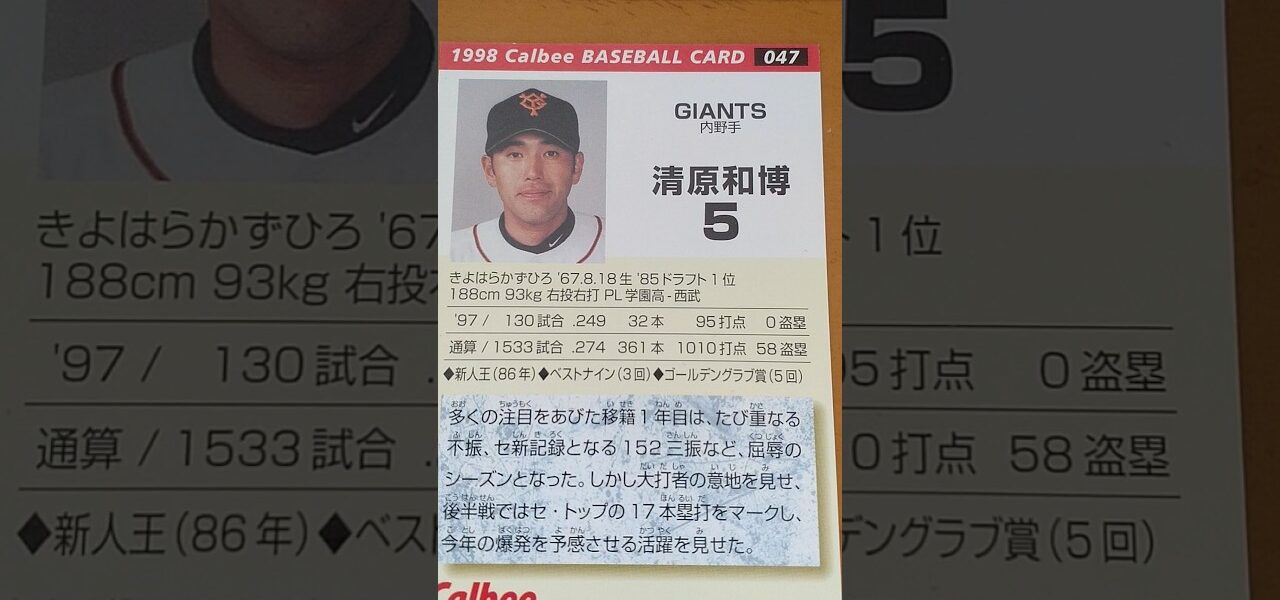 1998 Calbee BASEBALL CARD 047
GIANTS
内野手
清原和博
5
きよはらかずひろ '67.8.18生 '85ドラフト1位
188cm 93kg 右投右打 PL学園高-西武
'97 / 130試合 .249 32本 95打点 0盗塁
通算 / 1533試合 .274 361本 1010打点 58盗塁
◆新人王(86年)◆ベストナイン(3回)◆ゴールデングラブ賞(5回)
多くの注目をあびた移籍1年目は、たび重なる
不振、セ新記録となる152三振など、屈辱の
シーズンとなった。しかし大打者の意地を見せ、
後半戦ではセ・トップの17本塁打をマークし、
今年の爆発を予感させる活躍を見せた。
Calbee